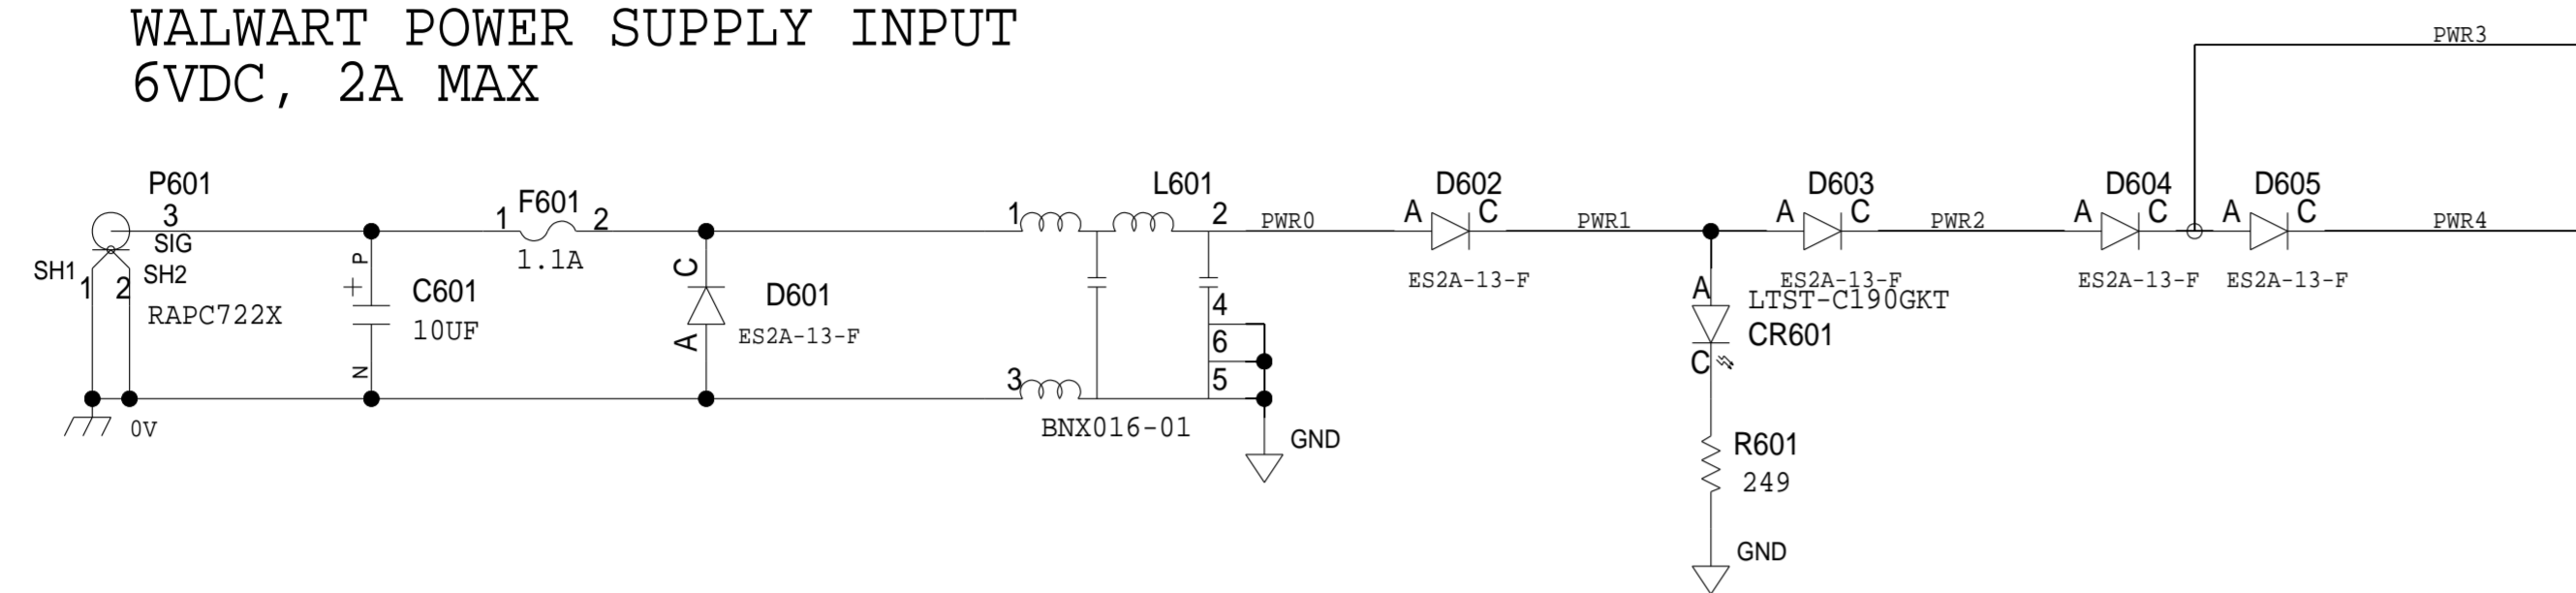 WALWART POWER SUPPLY INPUT
6VDC, 2A MAX
PWR3
P601
3
SIG
SH1
1
2
SH2
RAPC722X
0V
P
+
C601
10UF
N
F601
1
2
1.1A
C
D601
A
ES2A-13-F
L601
1
2
3
4
6
5
BNX016-01
GND
PWR0
D602
A
C
ES2A-13-F
PWR1
D603
A
C
ES2A-13-F
PWR2
A
LTST-C190GKT
CR601
C
R601
249
GND
D604
A
C
ES2A-13-F
D605
A
C
ES2A-13-F
PWR4